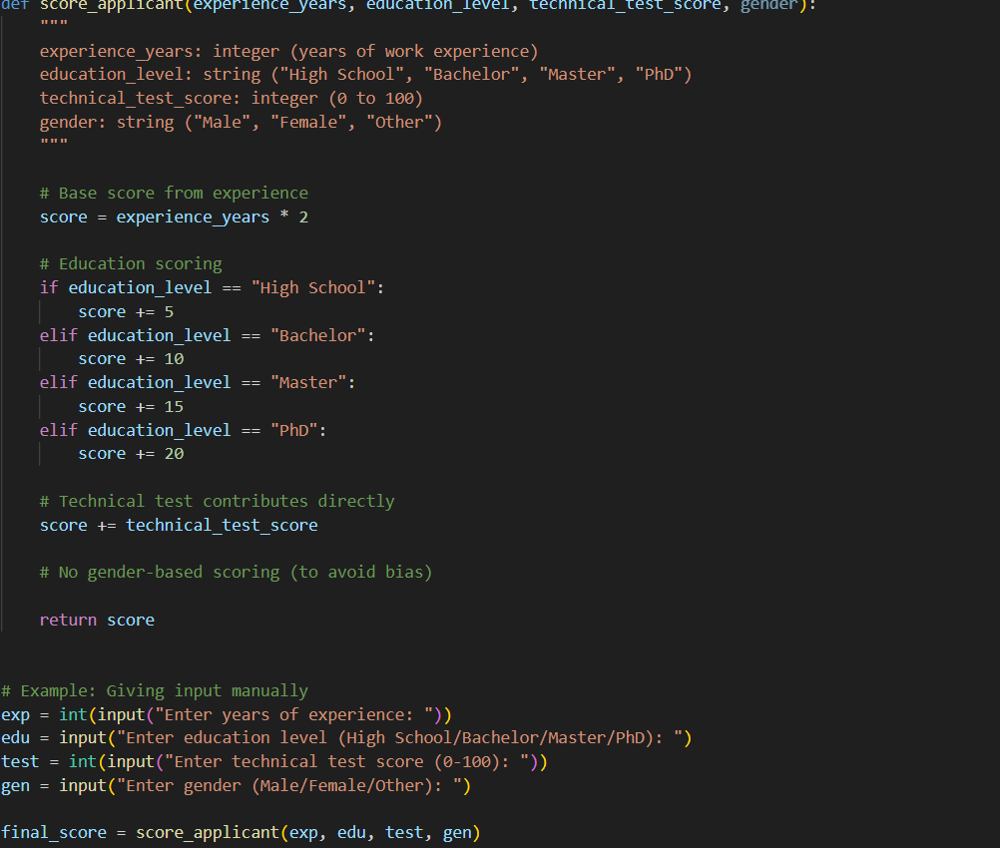 def score_applicant(experience_years, education_level, technical_test_score, gender):
    """
    experience_years: integer (years of work experience)
    education_level: string ("High School", "Bachelor", "Master", "PhD")
    technical_test_score: integer (0 to 100)
    gender: string ("Male", "Female", "Other")
    """

    # Base score from experience
    score = experience_years * 2

    # Education scoring
    if education_level == "High School":
        score += 5
    elif education_level == "Bachelor":
        score += 10
    elif education_level == "Master":
        score += 15
    elif education_level == "PhD":
        score += 20

    # Technical test contributes directly
    score += technical_test_score

    # No gender-based scoring (to avoid bias)

    return score


# Example: Giving input manually
exp = int(input("Enter years of experience: "))
edu = input("Enter education level (High School/Bachelor/Master/PhD): ")
test = int(input("Enter technical test score (0-100): "))
gen = input("Enter gender (Male/Female/Other): ")

final_score = score_applicant(exp, edu, test, gen)